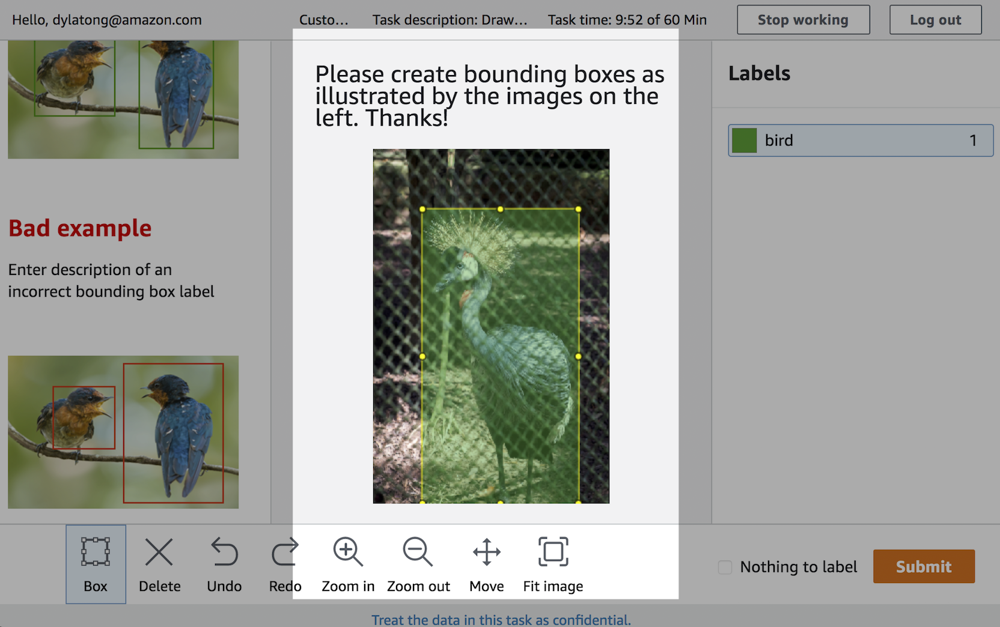 Hello, dylatong@amazon.com
Custo...
Task description: Draw...
Task time: 9:52 of 60 Min
Stop working
Log out
Bad example
Enter description of an
incorrect bounding box label
Please create bounding boxes as
illustrated by the images on the
left. Thanks!
Labels
bird 1
Box
Delete
Undo
Redo
Zoom in
Zoom out
Move
Fit image
Nothing to label
Submit
Treat the data in this task as confidential.